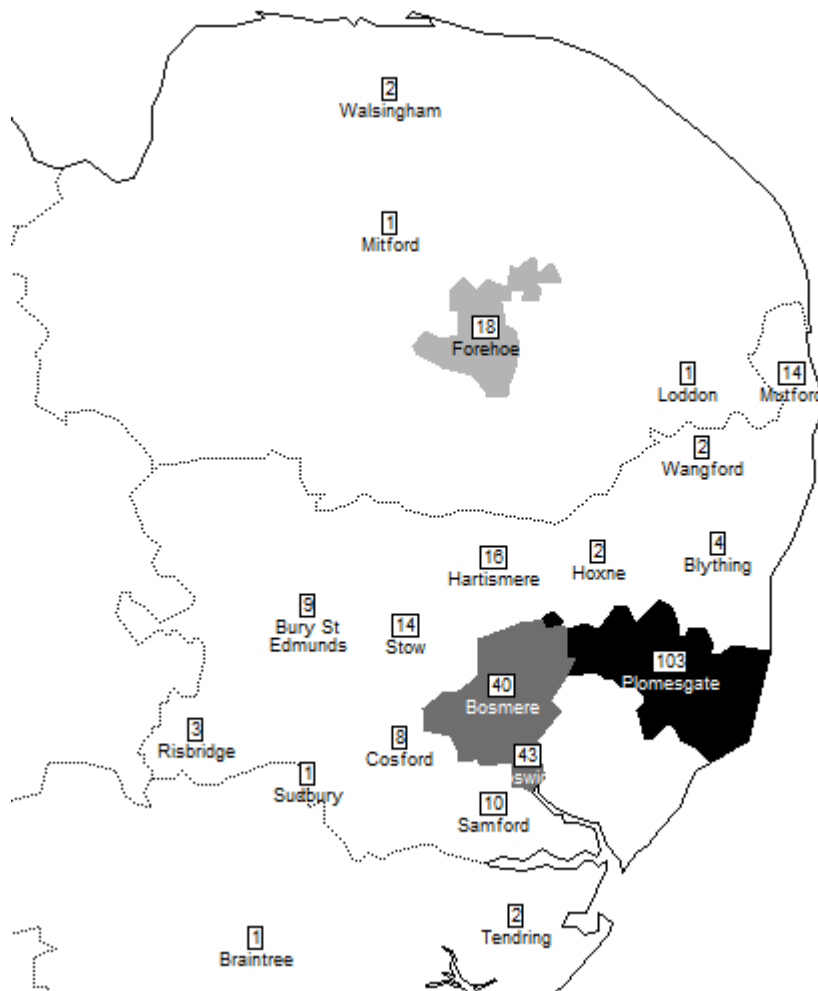 2
Walsingham
1
Mitford
18
Forehoe
1
Loddon
14
Mutford
2
Wangford
16
Hartismere
2
Hoxne
4
Blything
9
Bury St
Edmunds
14
Stow
103
Plomesgate
40
Bosmere
3
Risbridge
8
Cosford
43
1
Sudbury
10
Samford
2
Tendring
1
Braintree